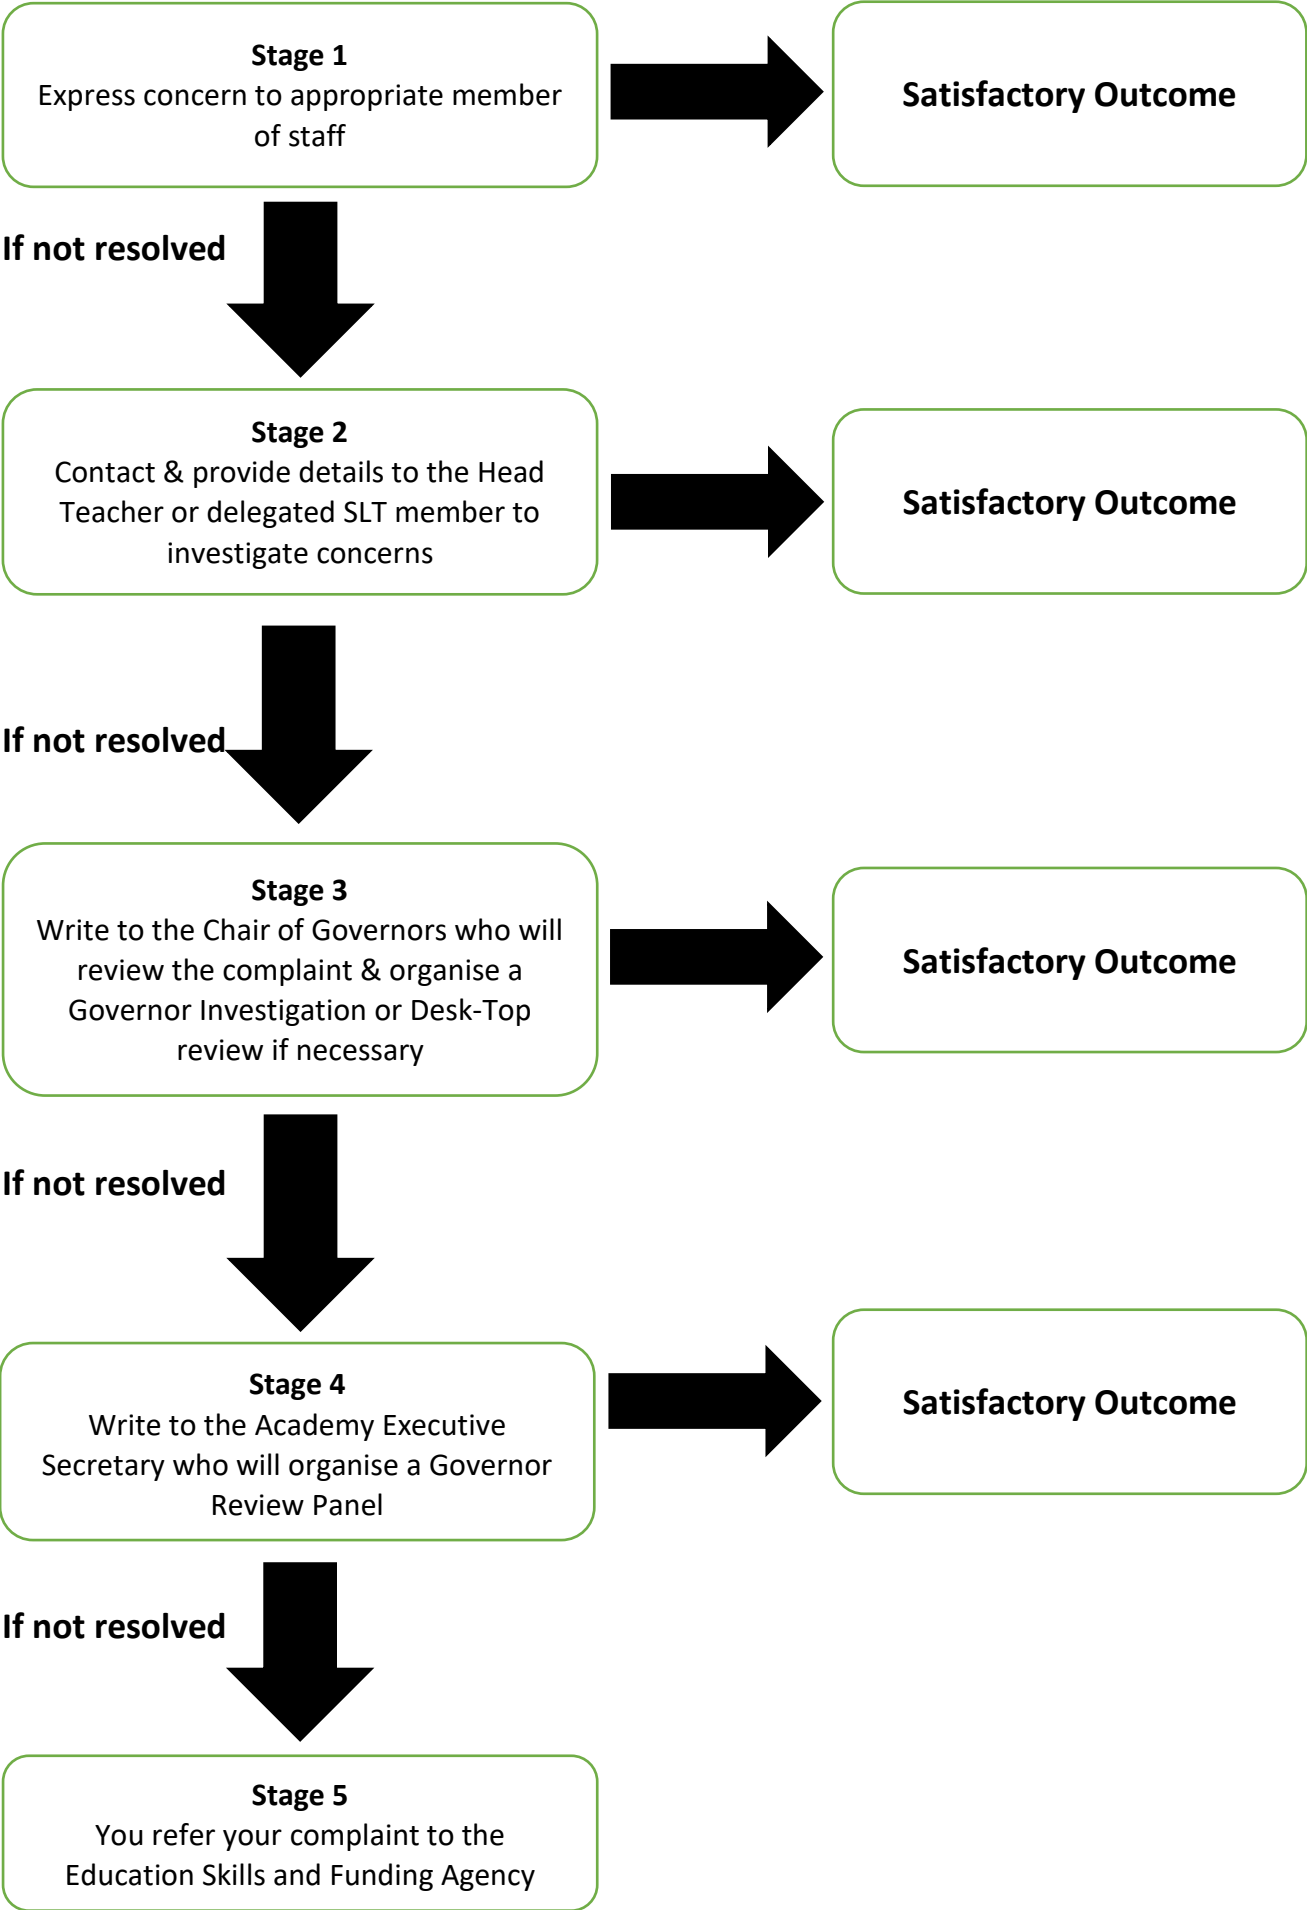 Stage 1
Express concern to appropriate member
of staff
Satisfactory Outcome
If not resolved
Stage 2
Contact & provide details to the Head
Teacher or delegated SLT member to
investigate concerns
Satisfactory Outcome
If not resolved
Stage 3
Write to the Chair of Governors who will
review the complaint & organise a
Governor Investigation or Desk-Top
review if necessary
Satisfactory Outcome
If not resolved
Stage 4
Write to the Academy Executive
Secretary who will organise a Governor
Review Panel
Satisfactory Outcome
If not resolved
Stage 5
You refer your complaint to the
Education Skills and Funding Agency